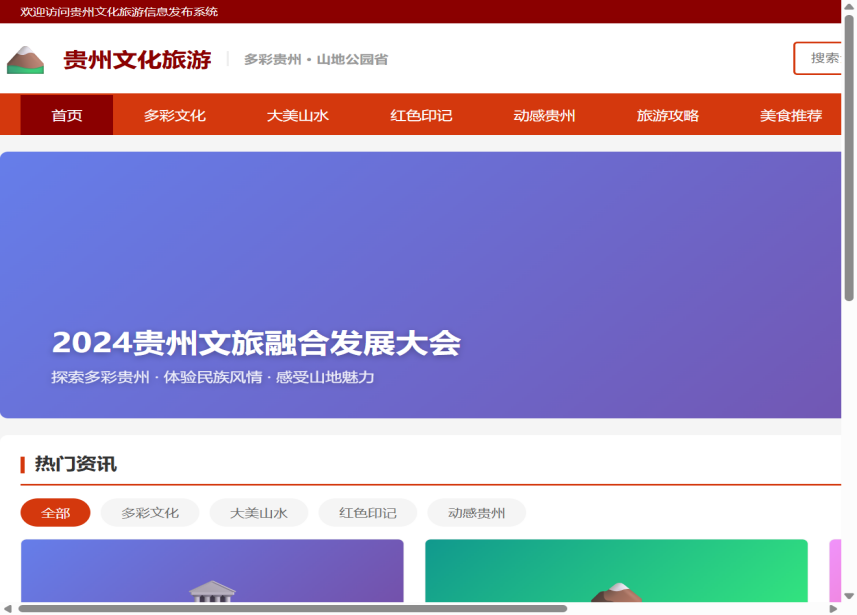 欢迎访问贵州文化旅游信息发布系统
贵州文化旅游
多彩贵州·山地公园省
搜索
首页 多彩文化 大美山水 红色印记 动感贵州 旅游攻略 美食推荐
2024贵州文旅融合发展大会
探索多彩贵州 · 体验民族风情 · 感受山地魅力
热门资讯
全部 多彩文化 大美山水 红色印记 动感贵州